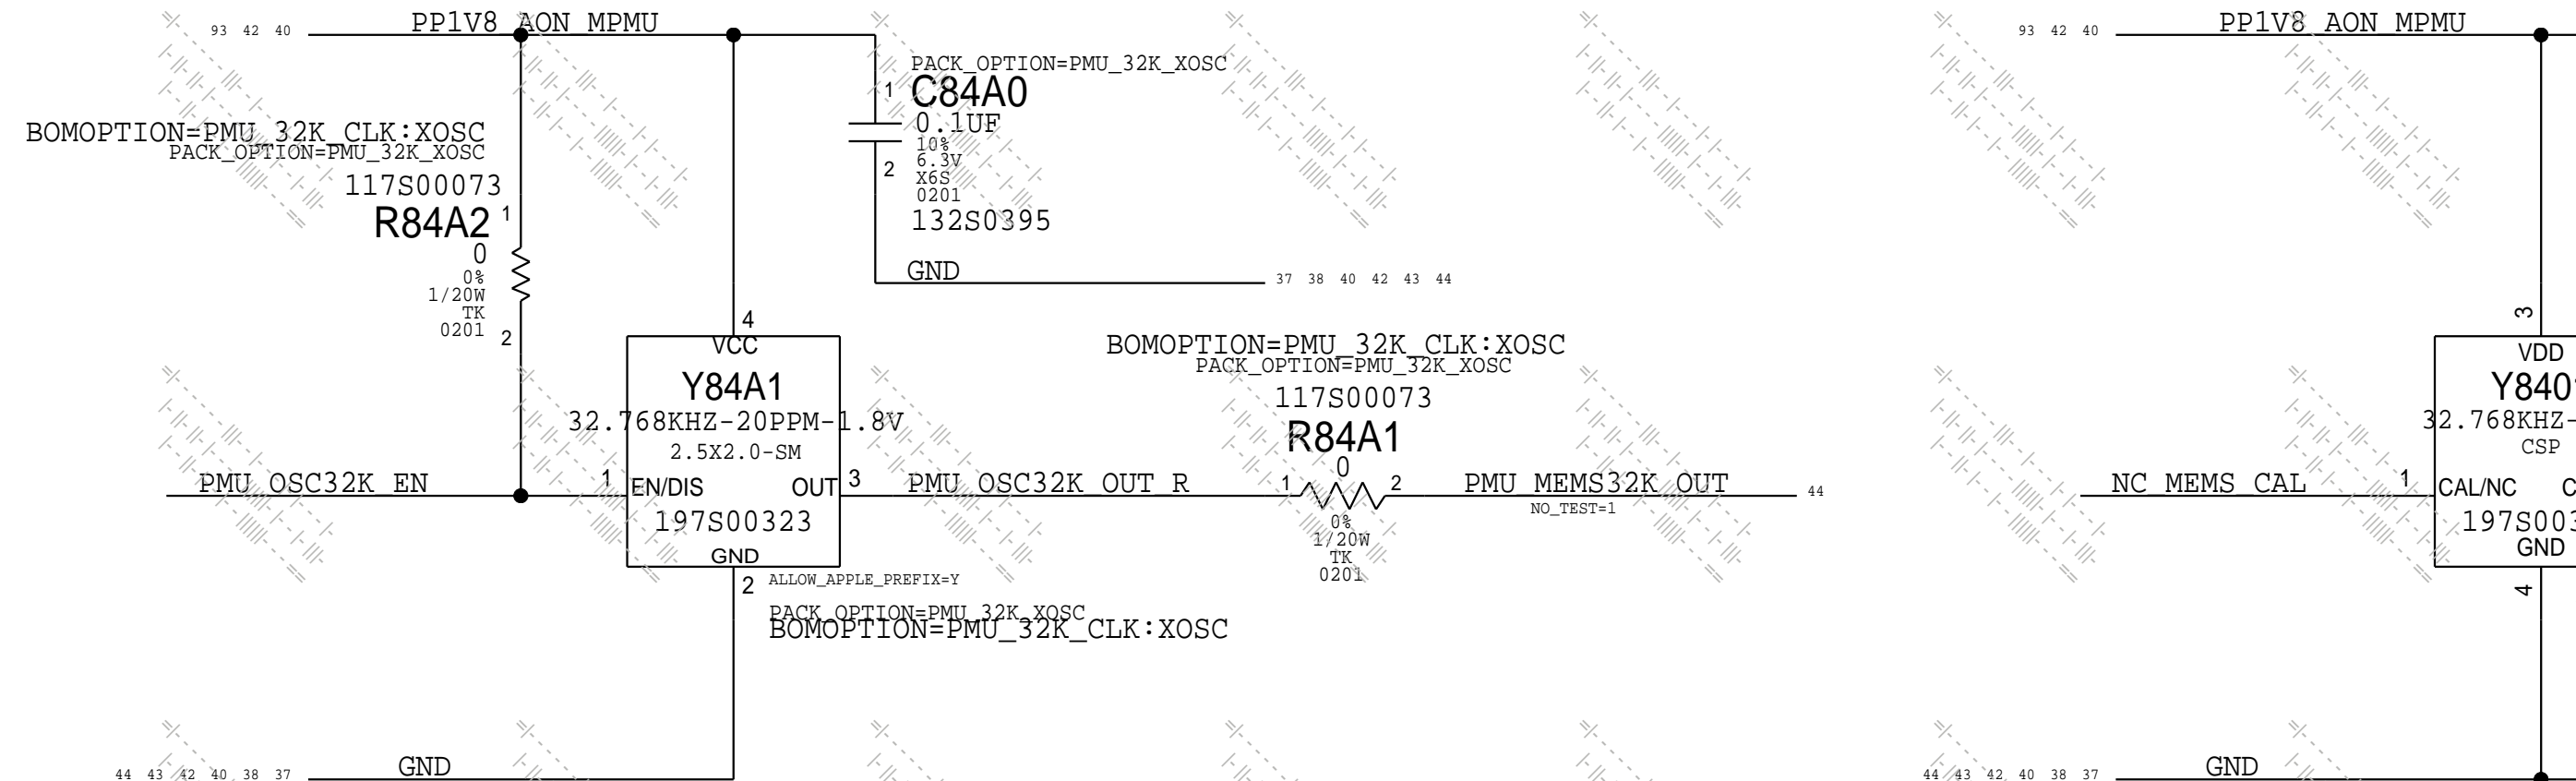 93 42 40
PP1V8_AON_MPMU
BOMOPTION=PMU_32K_CLK:XOSC
PACK_OPTION=PMU_32K_XOSC
117S00073
R84A2
1
0
0%
1/20W
TK
0201
2
PACK_OPTION=PMU_32K_XOSC
1
C84A0
0.1UF
10%
6.3V
2
X6S
0201
132S0395
GND
37 38 40 42 43 44
4
VCC
Y84A1
32.768KHZ-20PPM-1.8V
2.5X2.0-SM
PMU_OSC32K_EN
1
EN/DIS
OUT
3
197S00323
GND
2
ALLOW_APPLE_PREFIX=Y
PACK_OPTION=PMU_32K_XOSC
BOMOPTION=PMU_32K_CLK:XOSC
PMU_OSC32K_OUT_R
BOMOPTION=PMU_32K_CLK:XOSC
PACK_OPTION=PMU_32K_XOSC
117S00073
R84A1
0
1
2
0%
1/20W
TK
0201
PMU_MEMS32K_OUT
NO_TEST=1
44
44 43 42 40 38 37
GND
93 42 40
PP1V8_AON_MPMU
3
VDD
Y840
32.768KHZ-
CSP
NC_MEMS_CAL
1
CAL/NC
197S003
GND
4
44 43 42 40 38 37
GND